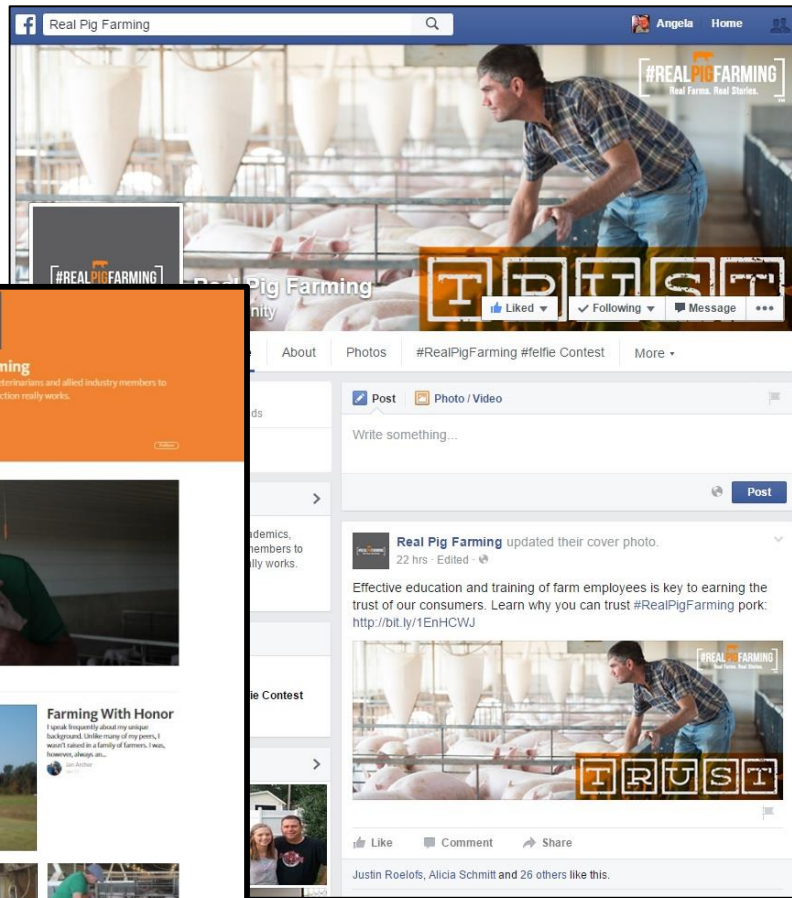 Real Pig Farming
Angela Home
[#REALPIGFARMING]
Real Farms. Real Stories.
[#REALPIGFARMING]
Real Pig Farming
TRUST
Liked
Following
Message
About Photos #RealPigFarming #felfie Contest More
Post Photo / Video
Write something...
Post
members to
works.
Contest
Real Pig Farming updated their cover photo.
22 hrs · Edited ·
Effective education and training of farm employees is key to earning the
trust of our consumers. Learn why you can trust #RealPigFarming pork:
http://bit.ly/1EnHCWJ
[#REALPIGFARMING]
TRUST
Like Comment Share
Justin Roelofs, Alicia Schmitt and 26 others like this.
and allied industry members to
really works.
Farming With Honor
I speak frequently about my unique
background. Unlike many of my peers, I
wasn't raised in a family of farmers. I was,
however, always an...
Ian Archer